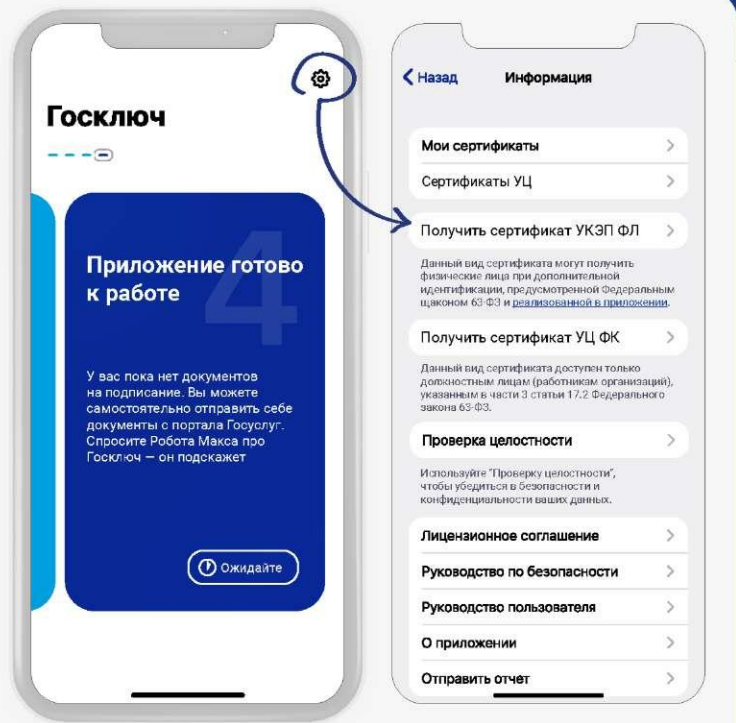 Госключ
4
Приложение готово
к работе
У вас пока нет документов
на подписание. Вы можете
самостоятельно отправить себе
документы с портала Госуслуг.
Спросите Робота Макса про
Госключ — он подскажет
Ожидайте
Назад
Информация
Мои сертификаты
Сертификаты УЦ
Получить сертификат УКЭП ФЛ
Данный вид сертификата могут получить
физические лица при дополнительной
идентификации, предусмотренной Федеральным
щаконом 63-ФЗ и реализованной в приложении.
Получить сертификат УЦ ФК
Данный вид сертификата доступен только
должностным лицам (работникам организаций),
указанным в части 3 статьи 17.2 Федерального
закона 63-ФЗ.
Проверка целостности
Используйте "Проверку целостности",
чтобы убедиться в безопасности и
конфиденциальности ваших данных.
Лицензионное соглашение
Руководство по безопасности
Руководство пользователя
О приложении
Отправить отчет